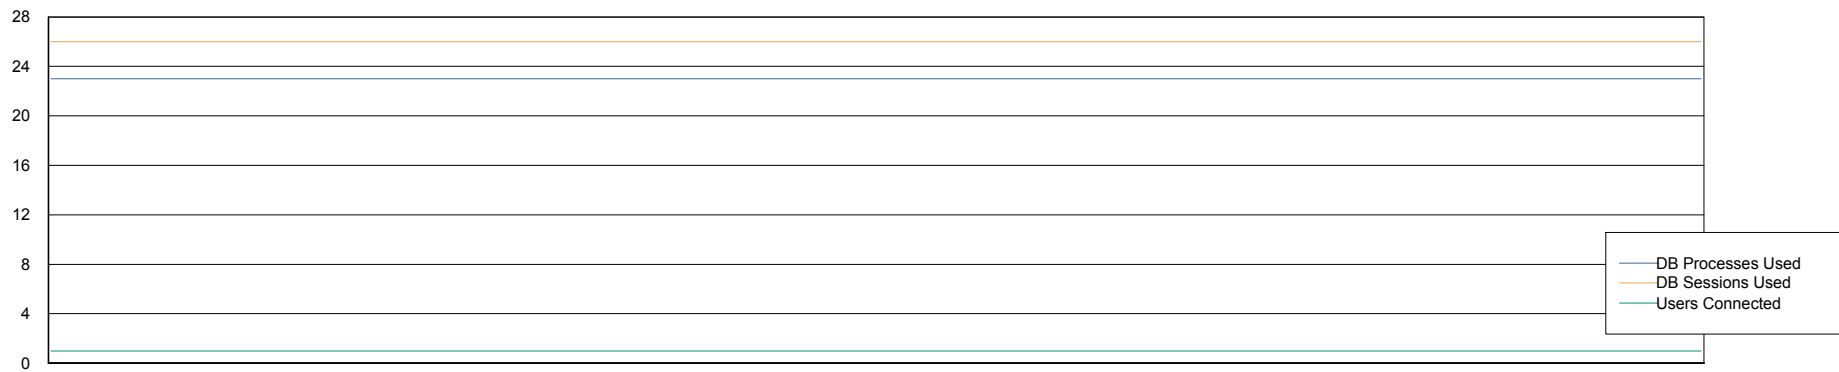 28
24
20
16
12
8
4
0
DB Processes Used
DB Sessions Used
Users Connected